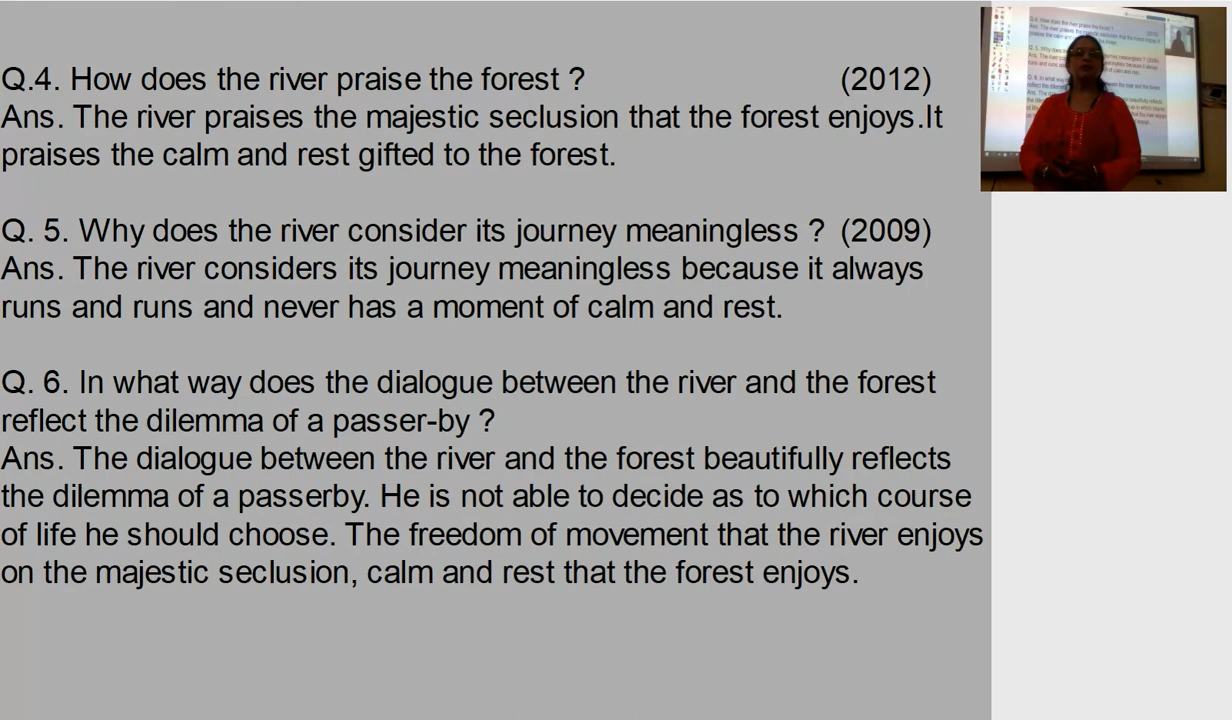 Q.4. How does the river praise the forest ? (2012)
Ans. The river praises the majestic seclusion that the forest enjoys.It
praises the calm and rest gifted to the forest.
Q. 5. Why does the river consider its journey meaningless ? (2009)
Ans. The river considers its journey meaningless because it always
runs and runs and never has a moment of calm and rest.
Q. 6. In what way does the dialogue between the river and the forest
reflect the dilemma of a passer-by ?
Ans. The dialogue between the river and the forest beautifully reflects
the dilemma of a passerby. He is not able to decide as to which course
of life he should choose. The freedom of movement that the river enjoys
on the majestic seclusion, calm and rest that the forest enjoys.